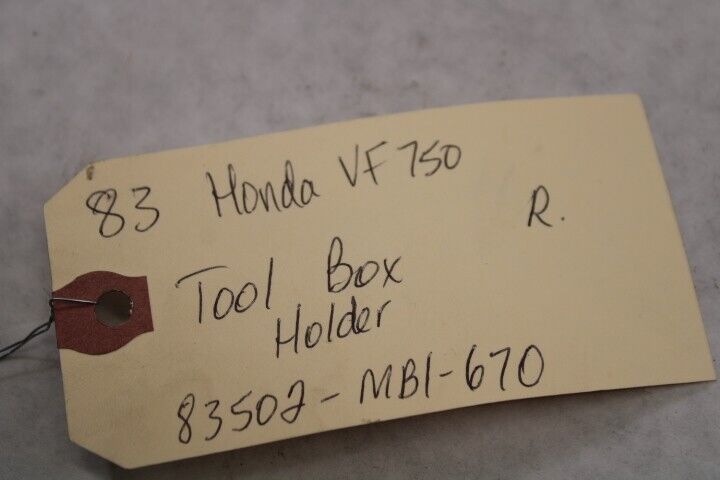 83 Honda VF750
R.
Tool Box
Holder
83502-MB1-670